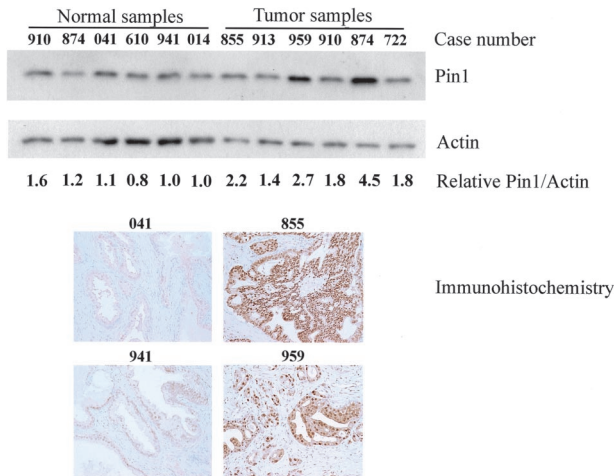 Normal samples Tumor samples
910 874 041 610 941 014 855 913 959 910 874 722 Case number
Pin1
Actin
1.6 1.2 1.1 0.8 1.0 1.0 2.2 1.4 2.7 1.8 4.5 1.8 Relative Pin1/Actin
041 855
Immunohistochemistry
941 959